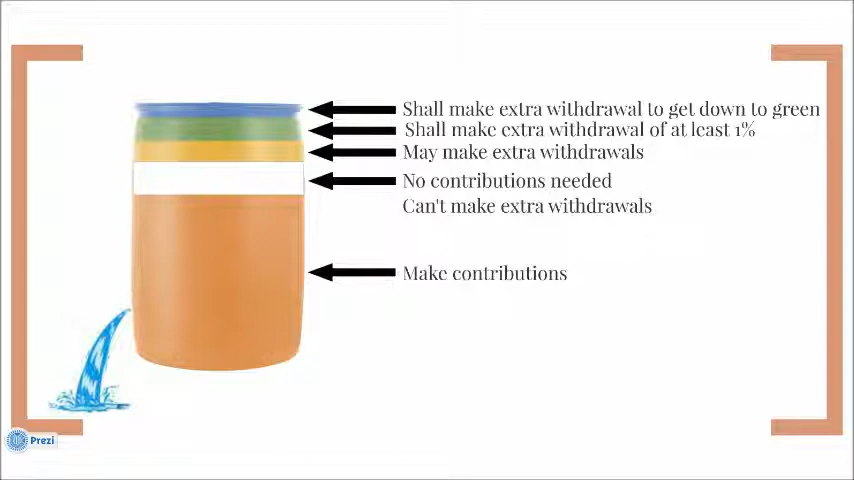 Shall make extra withdrawal to get down to green
Shall make extra withdrawal of at least 1%
May make extra withdrawals
No contributions needed
Can't make extra withdrawals
Make contributions
Prezi